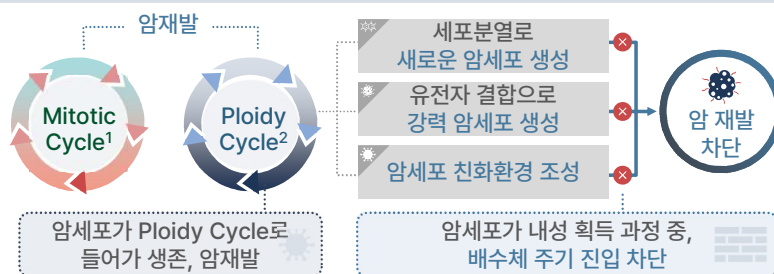 암재발
Mitotic
Cycle¹
Ploidy
Cycle²
암세포가 Ploidy Cycle로
들어가 생존, 암재발
세포분열로
새로운 암세포 생성
유전자 결합으로
강력 암세포 생성
암세포 친화환경 조성
암 재발
차단
암세포가 내성 획득 과정 중,
배수체 주기 진입 차단